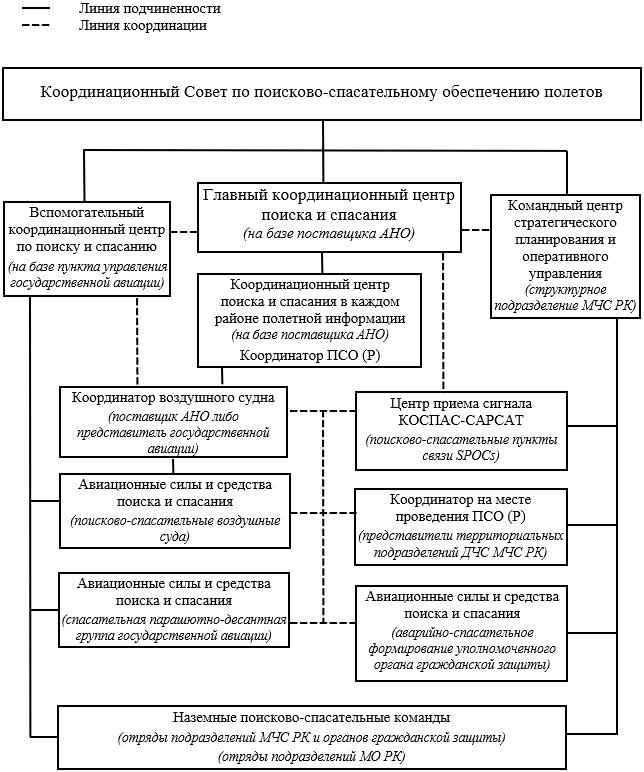 Линия подчиненности
Линия координации
Координационный Совет по поисково-спасательному обеспечению полетов
Вспомогательный
координационный центр
по поиску и спасанию
(на базе пункта управления
государственной авиации)
Главный координационный центр
поиска и спасания
(на базе поставщика АНО)
Командный центр
стратегического
планирования и
оперативного
управления
(структурное
подразделение МЧС РК)
Координационный центр
поиска и спасания в каждом
районе полетной информации
(на базе поставщика АНО)
Координатор ПСО (Р)
Координатор воздушного судна
(поставщик АНО либо
представитель государственной
авиации)
Центр приема сигнала
КОСПАС-САРСАТ
(поисково-спасательные пункты
связи SPOCs)
Авиационные силы и средства
поиска и спасания
(поисково-спасательные воздушные
суда)
Координатор на месте
проведения ПСО (Р)
(представители территориальных
подразделений ДЧС МЧС РК)
Авиационные силы и средства
поиска и спасания
(спасательная парашютно-десантная
группа государственной авиации)
Авиационные силы и средства
поиска и спасания
(аварийно-спасательное
формирование уполномоченного
органа гражданской защиты)
Наземные поисково-спасательные команды
(отряды подразделений МЧС РК и органов гражданской защиты)
(отряды подразделений МО РК)